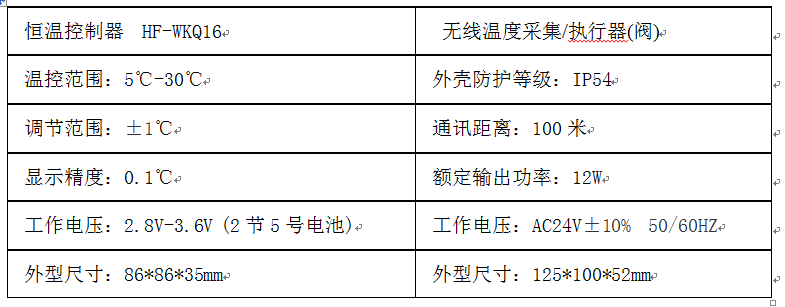 恒温控制器 HF-WKQ16
无线温度采集/执行器(阀)
温控范围：5℃-30℃
外壳防护等级：IP54
调节范围：±1℃
通讯距离：100米
显示精度：0.1℃
额定输出功率：12W
工作电压：2.8V-3.6V (2节5号电池)
工作电压：AC24V±10% 50/60HZ
外型尺寸：86*86*35mm
外型尺寸：125*100*52mm